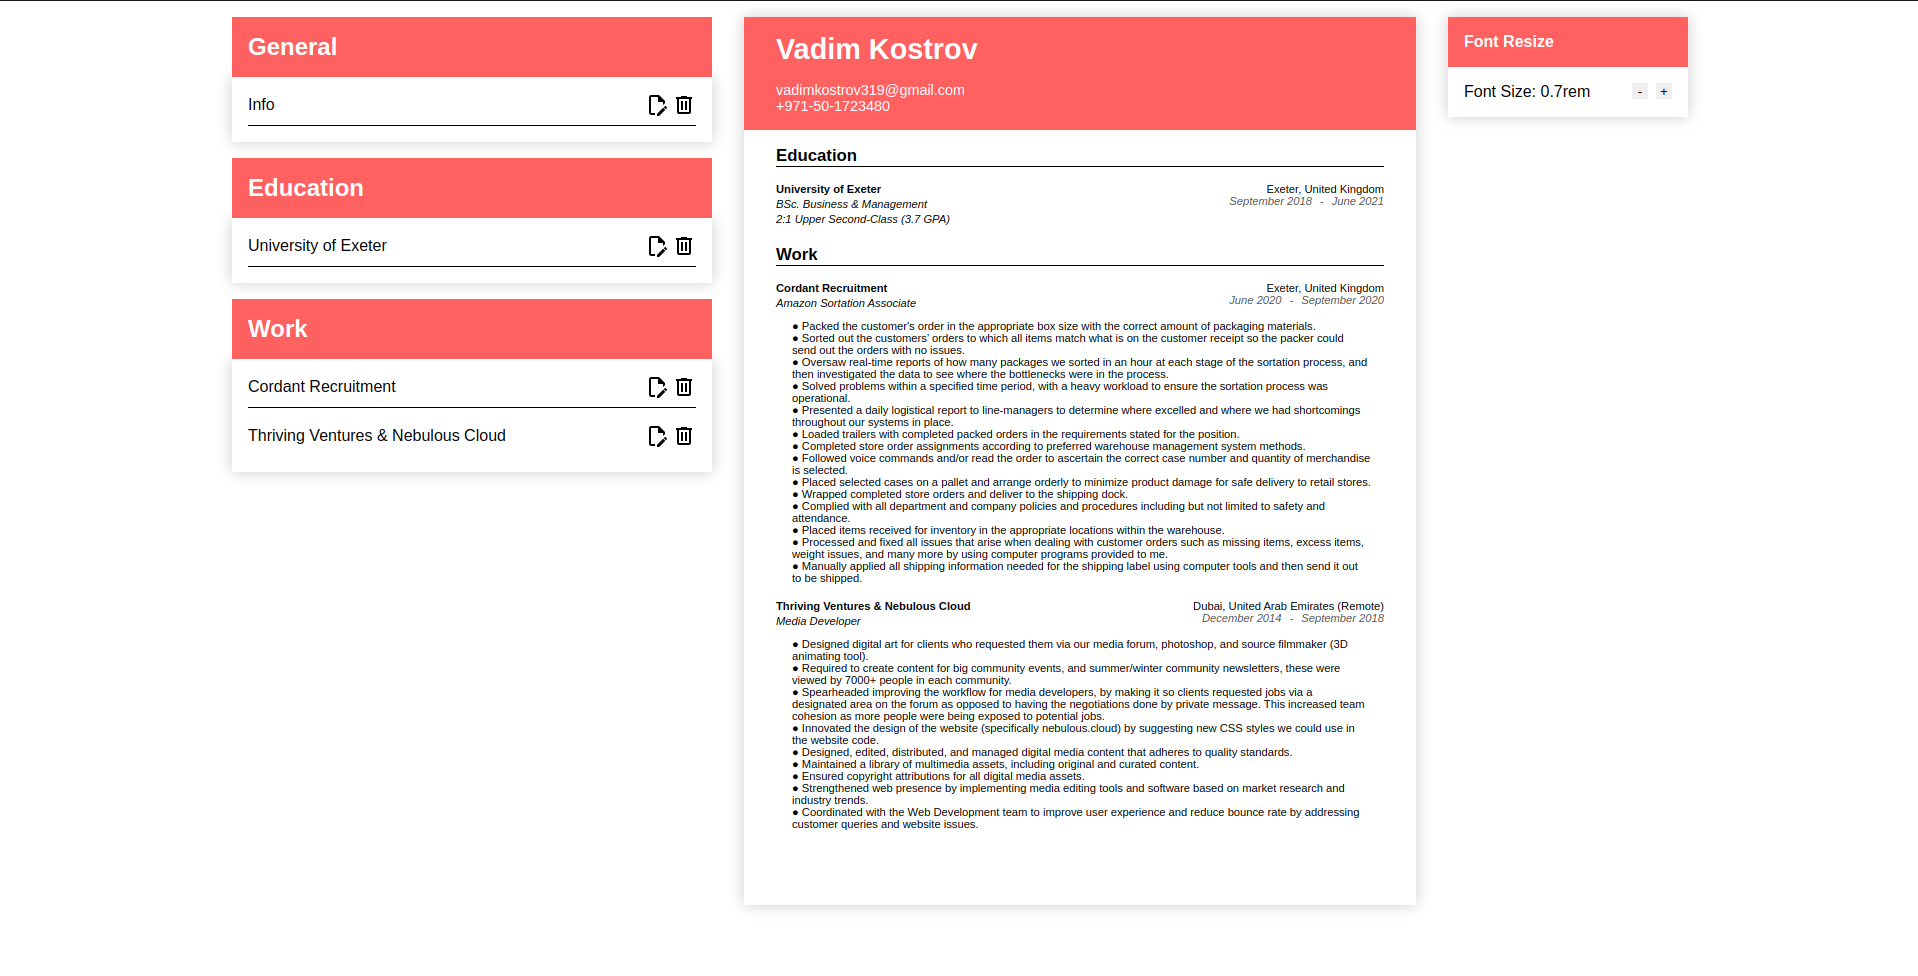 General
Info
Education
University of Exeter
Work
Cordant Recruitment
Thriving Ventures & Nebulous Cloud
Vadim Kostrov
vadimkostrov319@gmail.com
+971-50-1723480
Education
University of Exeter
Exeter, United Kingdom
BSc. Business & Management
September 2018 - June 2021
2:1 Upper Second-Class (3.7 GPA)
Work
Cordant Recruitment
Exeter, United Kingdom
Amazon Sortation Associate
June 2020 - September 2020
● Packed the customer's order in the appropriate box size with the correct amount of packaging materials.
● Sorted out the customers' orders to which all items match what is on the customer receipt so the packer could
send out the orders with no issues.
● Oversaw real-time reports of how many packages we sorted in an hour at each stage of the sortation process, and
then investigated the data to see where the bottlenecks were in the process.
● Solved problems within a specified time period, with a heavy workload to ensure the sortation process was
operational.
● Presented a daily logistical report to line-managers to determine where excelled and where we had shortcomings
throughout our systems in place.
● Loaded trailers with completed packed orders in the requirements stated for the position.
● Completed store order assignments according to preferred warehouse management system methods.
● Followed voice commands and/or read the order to ascertain the correct case number and quantity of merchandise
is selected.
● Placed selected cases on a pallet and arrange orderly to minimize product damage for safe delivery to retail stores.
● Wrapped completed store orders and deliver to the shipping dock.
● Complied with all department and company policies and procedures including but not limited to safety and
attendance.
● Placed items received for inventory in the appropriate locations within the warehouse.
● Processed and fixed all issues that arise when dealing with customer orders such as missing items, excess items,
weight issues, and many more by using computer programs provided to me.
● Manually applied all shipping information needed for the shipping label using computer tools and then send it out
to be shipped.
Thriving Ventures & Nebulous Cloud
Dubai, United Arab Emirates (Remote)
Media Developer
December 2014 - September 2018
● Designed digital art for clients who requested them via our media forum, photoshop, and source filmmaker (3D
animating tool).
● Required to create content for big community events, and summer/winter community newsletters, these were
viewed by 7000+ people in each community.
● Spearheaded improving the workflow for media developers, by making it so clients requested jobs via a
designated area on the forum as opposed to having the negotiations done by private message. This increased team
cohesion as more people were being exposed to potential jobs.
● Innovated the design of the website (specifically nebulous.cloud) by suggesting new CSS styles we could use in
the website code.
● Designed, edited, distributed, and managed digital media content that adheres to quality standards.
● Maintained a library of multimedia assets, including original and curated content.
● Ensured copyright attributions for all digital media assets.
● Strengthened web presence by implementing media editing tools and software based on market research and
industry trends.
● Coordinated with the Web Development team to improve user experience and reduce bounce rate by addressing
customer queries and website issues.
Font Resize
Font Size: 0.7rem - +